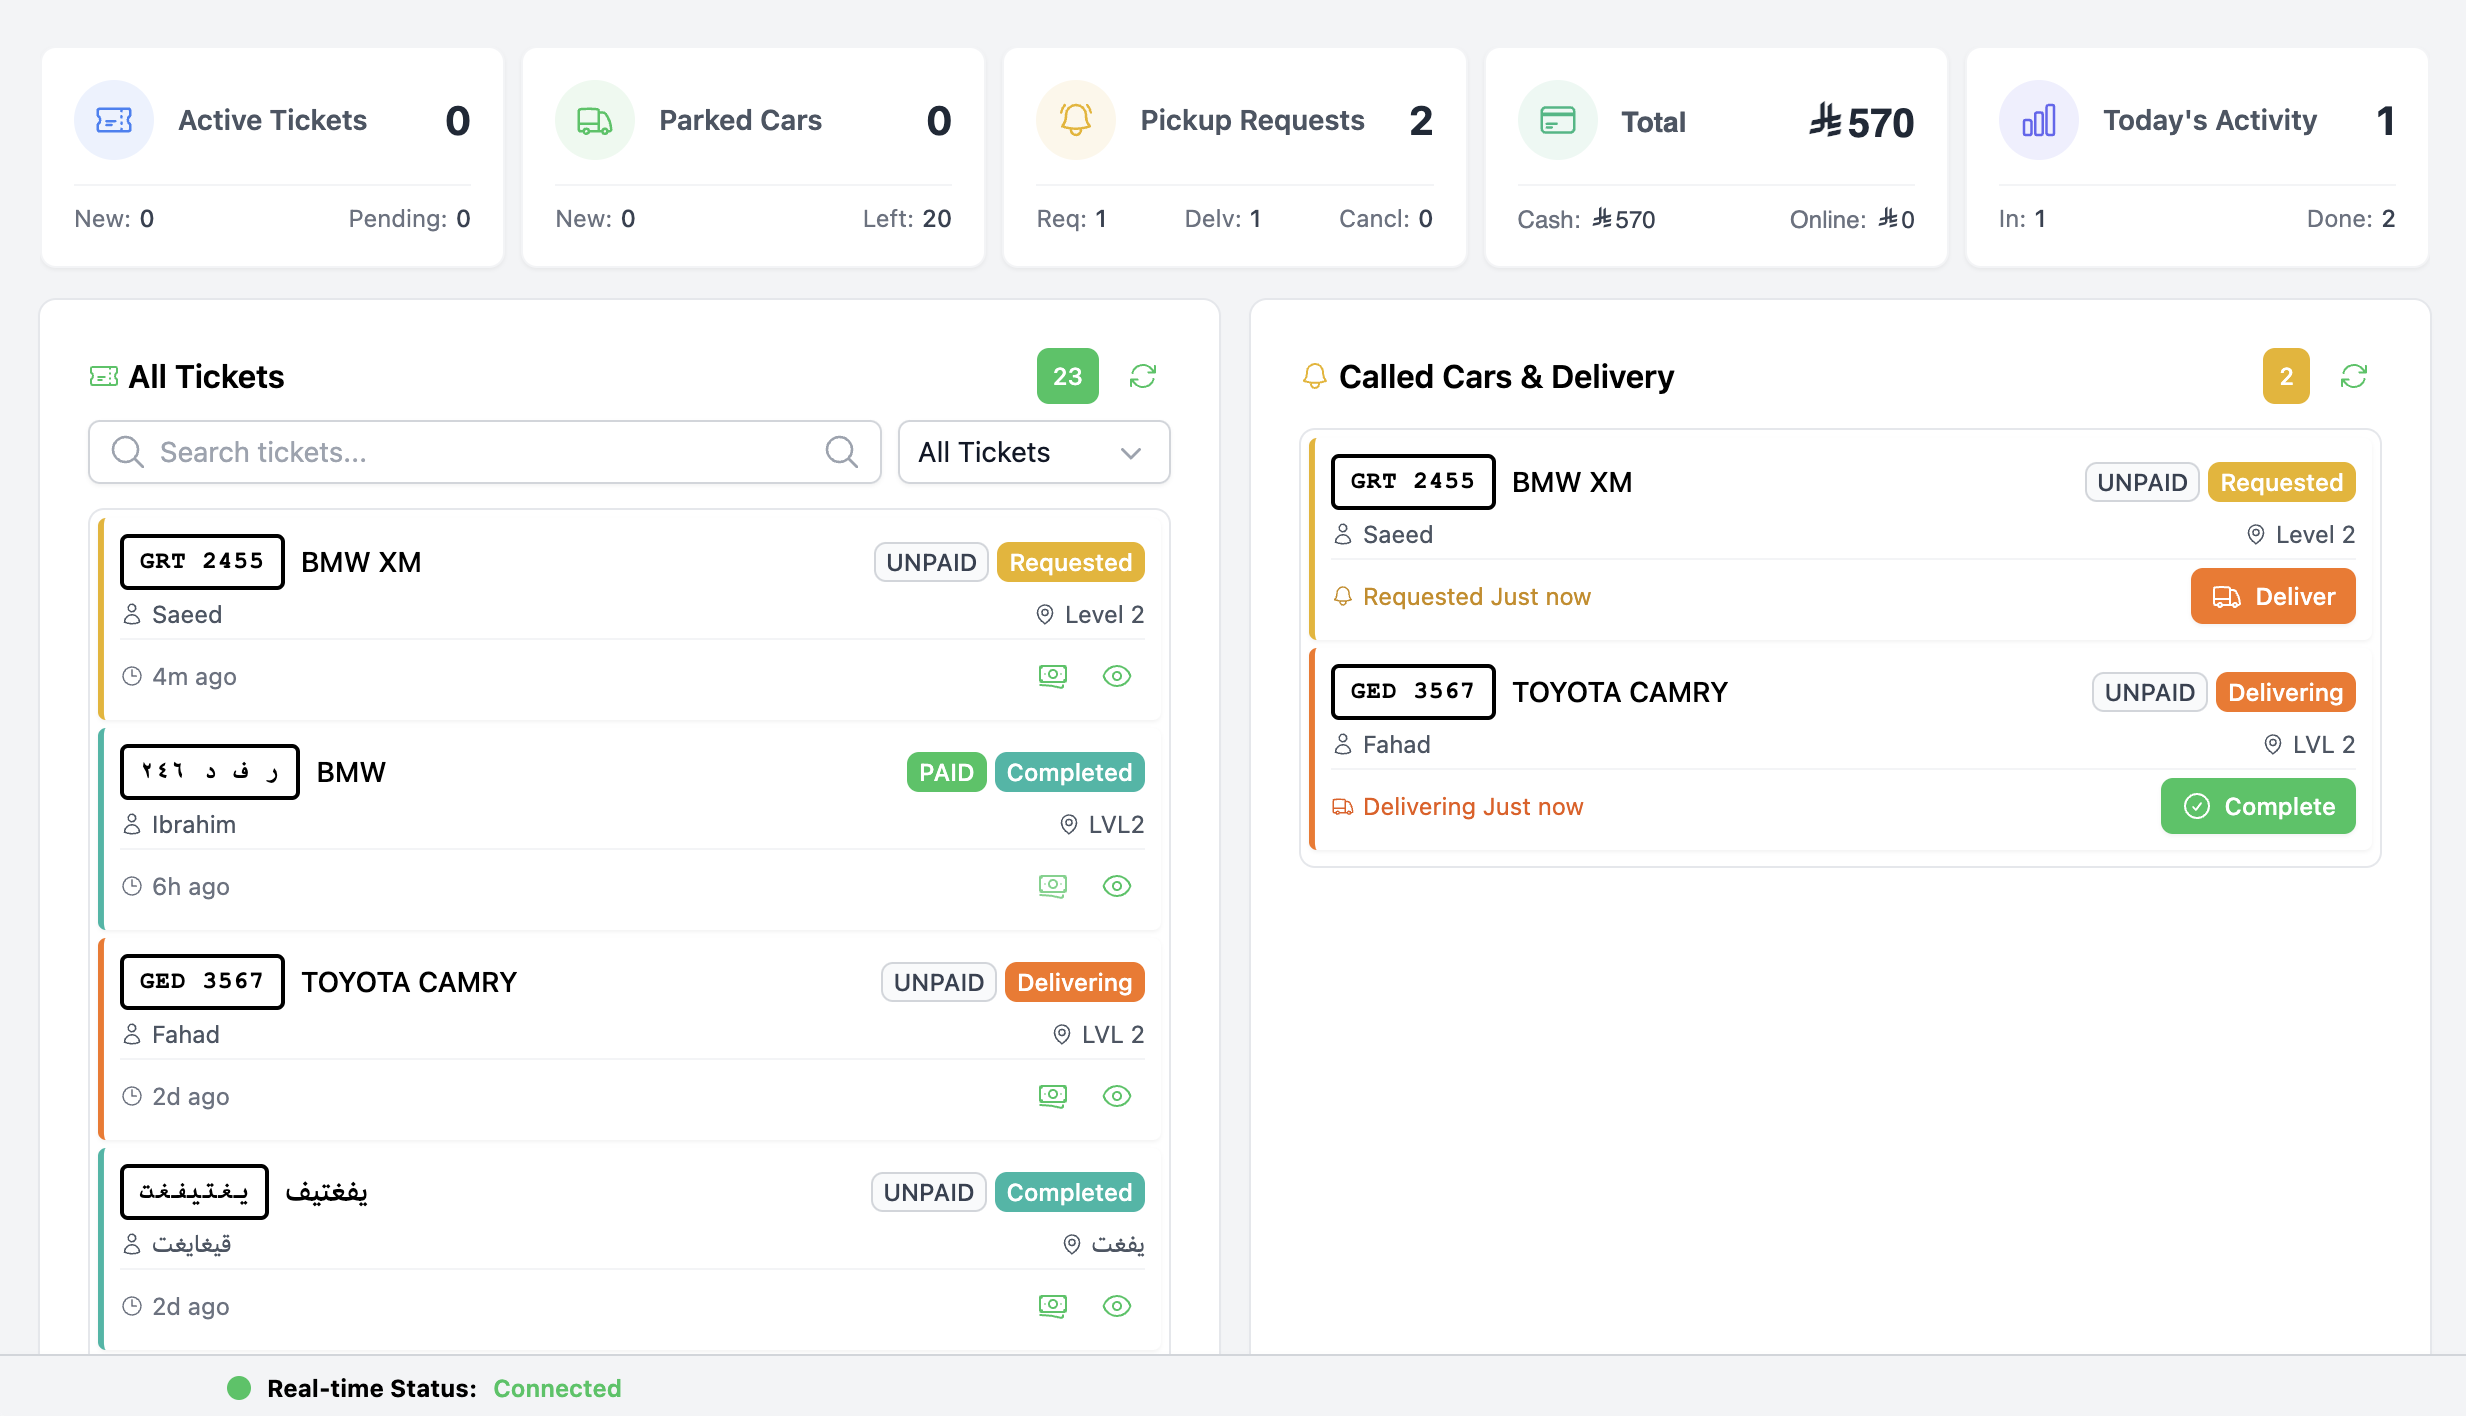 Active Tickets 0
New: 0 Pending: 0
Parked Cars 0
New: 0 Left: 20
Pickup Requests 2
Req: 1 Delv: 1 Cancl: 0
Total ⃁570
Cash: ⃁570 Online: ⃁0
Today's Activity 1
In: 1 Done: 2
All Tickets 23
Search tickets...
All Tickets
GRT 2455 BMW XM UNPAID Requested
Saeed Level 2
4m ago
ر ف د ٢٤٦ BMW PAID Completed
Ibrahim LVL2
6h ago
GED 3567 TOYOTA CAMRY UNPAID Delivering
Fahad LVL 2
2d ago
يغتيفغت يفغتيف UNPAID Completed
قيغايغت يفغت
2d ago
Called Cars & Delivery 2
GRT 2455 BMW XM UNPAID Requested
Saeed Level 2
Requested Just now Deliver
GED 3567 TOYOTA CAMRY UNPAID Delivering
Fahad LVL 2
Delivering Just now Complete
Real-time Status: Connected